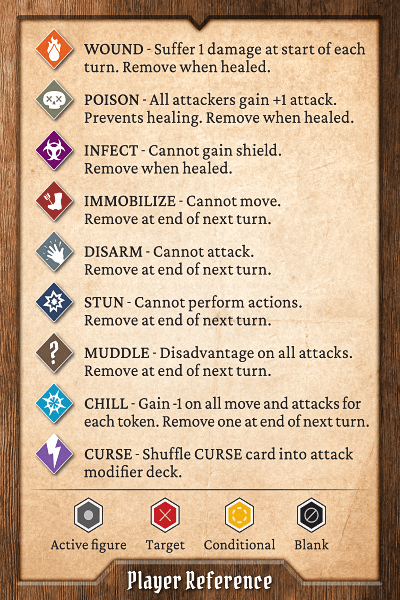 WOUND - Suffer 1 damage at start of each
turn. Remove when healed.
POISON - All attackers gain +1 attack.
Prevents healing. Remove when healed.
INFECT - Cannot gain shield.
Remove when healed.
IMMOBILIZE - Cannot move.
Remove at end of next turn.
DISARM - Cannot attack.
Remove at end of next turn.
STUN - Cannot perform actions.
Remove at end of next turn.
?
MUDDLE - Disadvantage on all attacks.
Remove at end of next turn.
CHILL - Gain -1 on all move and attacks for
each token. Remove one at end of next turn.
CURSE - Shuffle CURSE card into attack
modifier deck.
Active figure Target Conditional Blank
Player Reference